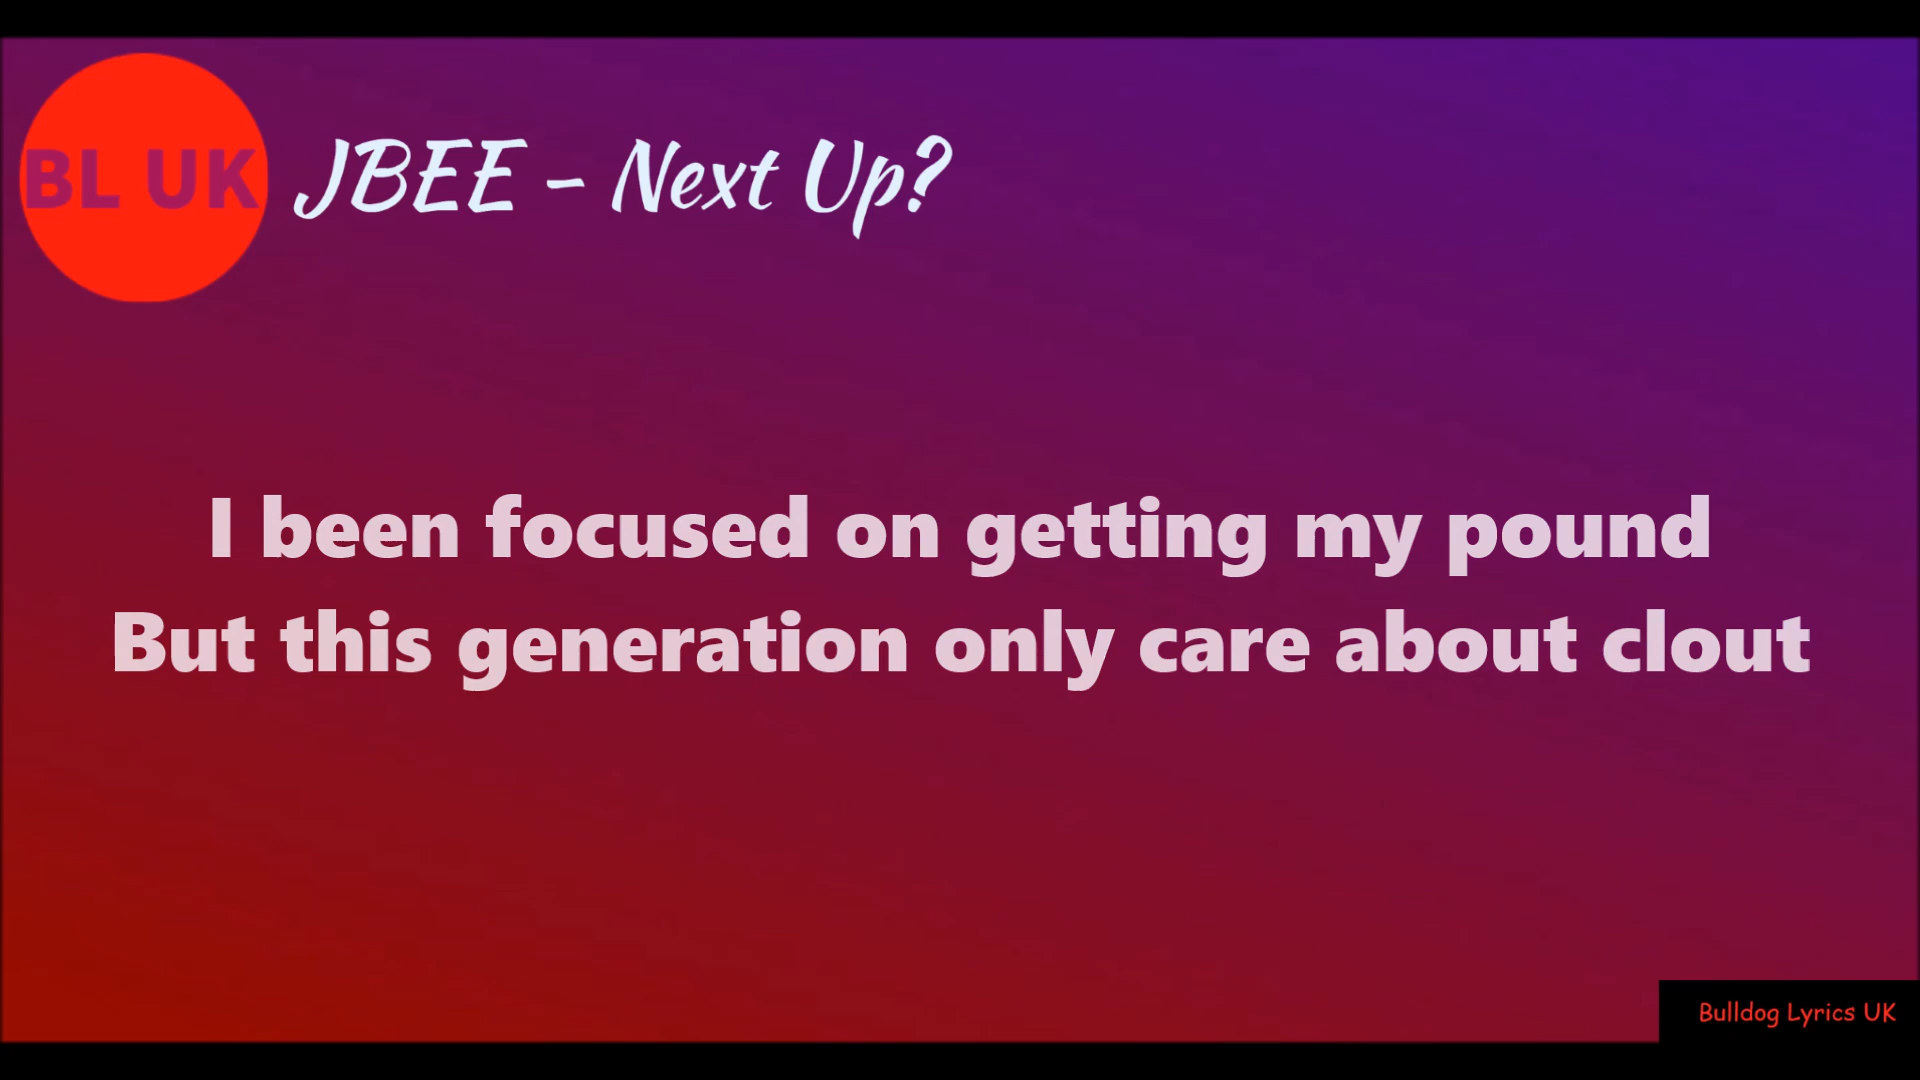 BL UK
JBEE - Next Up?
I been focused on getting my pound
But this generation only care about clout
Bulldog Lyrics UK